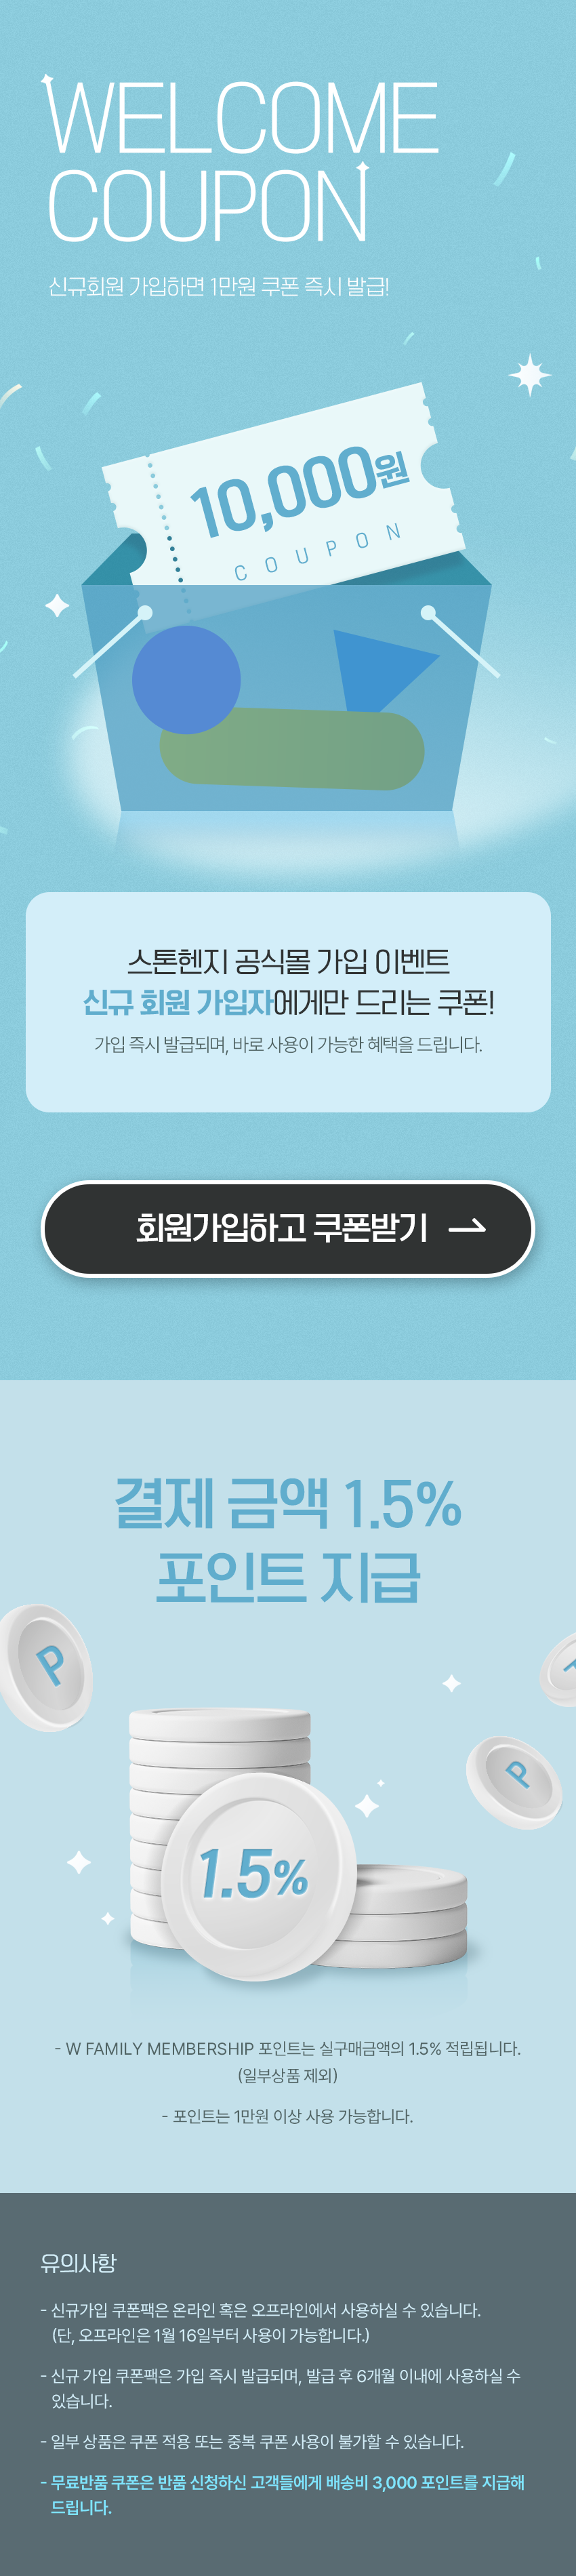 WELCOME
COUPON
신규회원 가입하면 1만원 쿠폰 즉시 발급!
10,000원
COUPON
스톤헨지 공식몰 가입 이벤트
신규 회원 가입자에게만 드리는 쿠폰!
가입 즉시 발급되며, 바로 사용이 가능한 혜택을 드립니다.
회원가입하고 쿠폰받기
결제 금액 1.5%
포인트 지급
P
P
P
1.5%
- W FAMILY MEMBERSHIP 포인트는 실구매금액의 1.5% 적립됩니다.
(일부상품 제외)
- 포인트는 1만원 이상 사용 가능합니다.
유의사항
- 신규가입 쿠폰팩은 온라인 혹은 오프라인에서 사용하실 수 있습니다.
(단, 오프라인은 1월 16일부터 사용이 가능합니다.)
- 신규 가입 쿠폰팩은 가입 즉시 발급되며, 발급 후 6개월 이내에 사용하실 수
있습니다.
- 일부 상품은 쿠폰 적용 또는 중복 쿠폰 사용이 불가할 수 있습니다.
- 무료반품 쿠폰은 반품 신청하신 고객들에게 배송비 3,000 포인트를 지급해
드립니다.